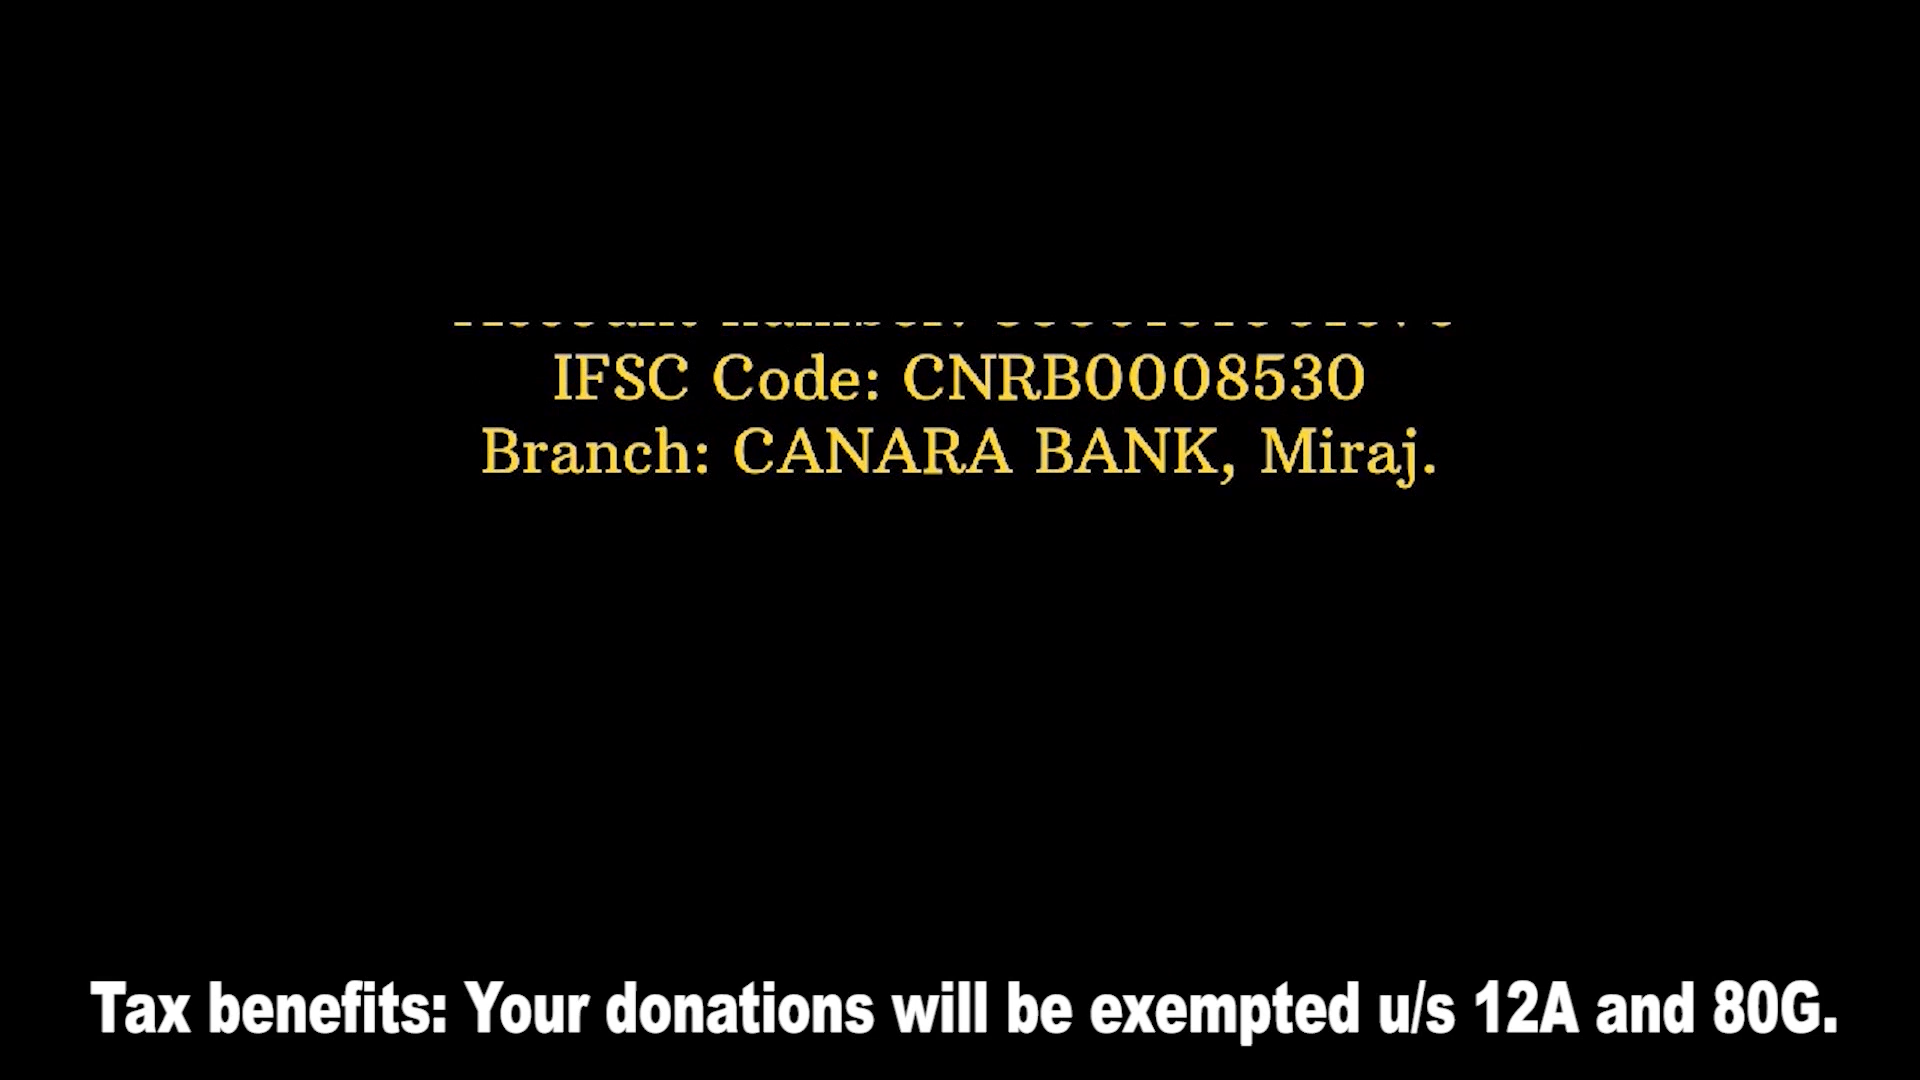 IFSC Code: CNRB0008530
Branch: CANARA BANK, Miraj.
Tax benefits: Your donations will be exempted u/s 12A and 80G.